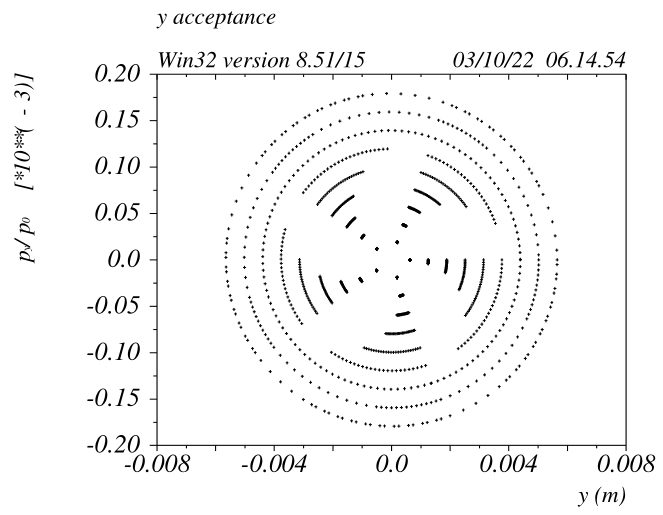 y acceptance
Win32 version 8.51/15 03/10/22 06.14.54
p_y/ p_0 [*10**( - 3)]
0.20
0.15
0.10
0.05
0.0
-0.05
-0.10
-0.15
-0.20
-0.008 -0.004 0.0 0.004 0.008
y (m)